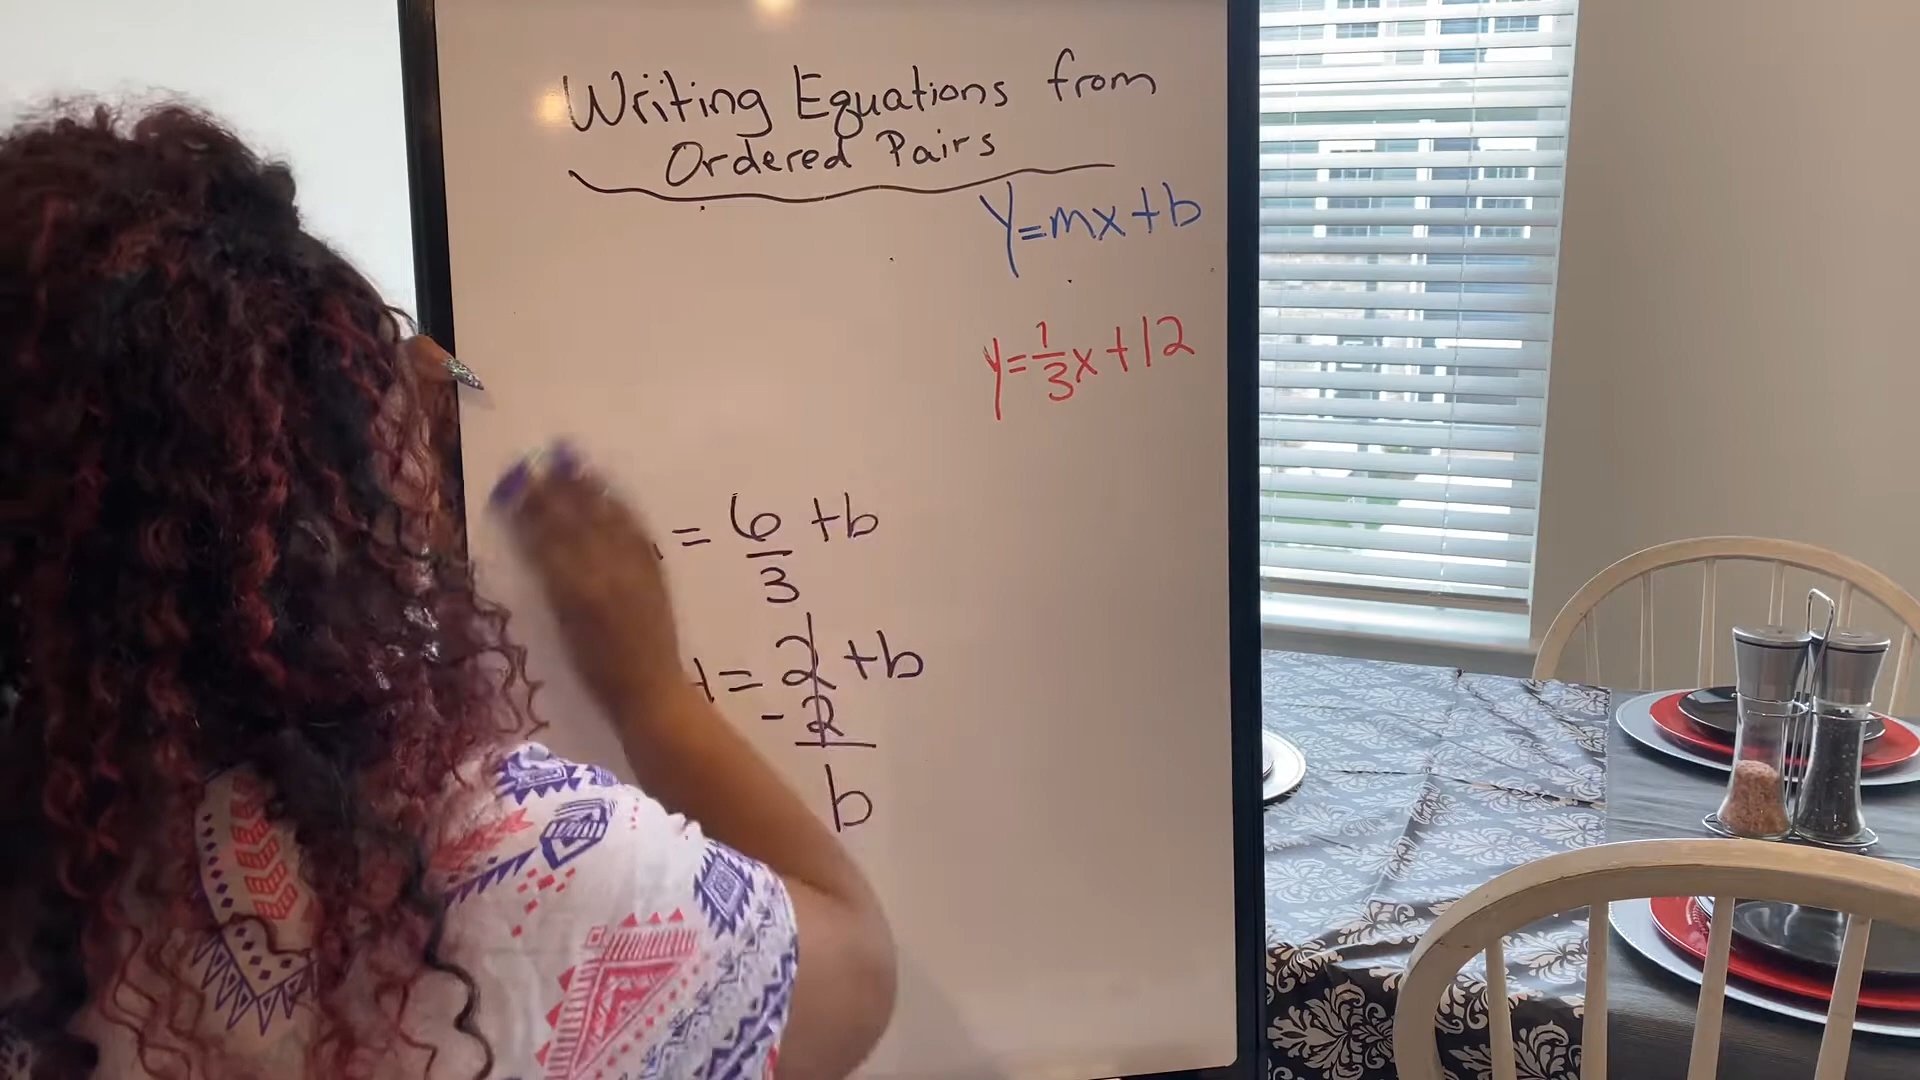 Writing Equations from
Ordered Pairs
y=mx+b
y=1/3x+12
= 6/3 +b
= 2 +b
- 2
b